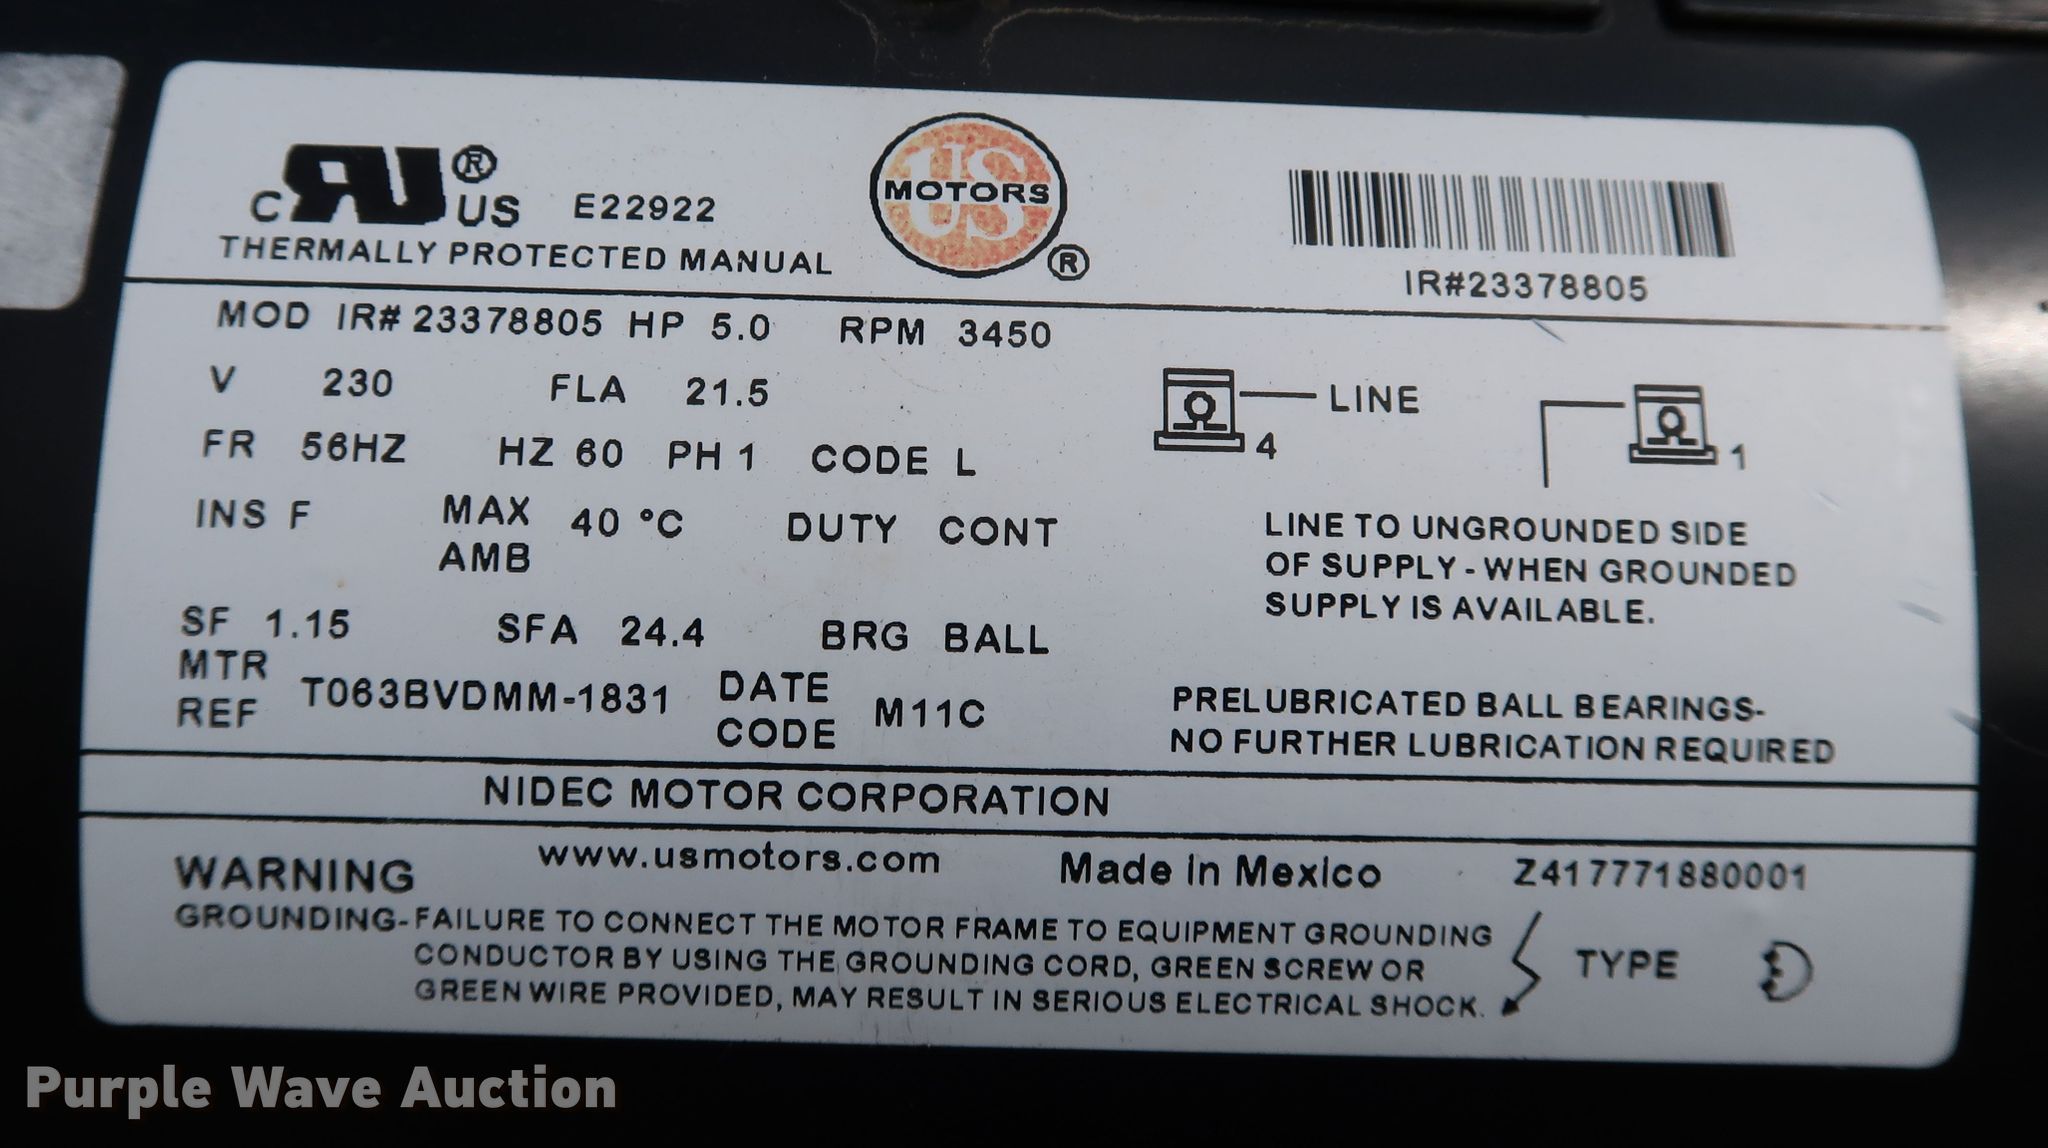 C RU ® US E22922
THERMALLY PROTECTED MANUAL
US MOTORS ®
IR#23378805
MOD IR# 23378805 HP 5.0 RPM 3450
V 230 FLA 21.5
FR 56HZ HZ 60 PH 1 CODE L
INS F MAX AMB 40 °C DUTY CONT
SF 1.15 SFA 24.4 BRG BALL
MTR REF T063BVDMM-1831 DATE CODE M11C
LINE
4
1
LINE TO UNGROUNDED SIDE
OF SUPPLY - WHEN GROUNDED
SUPPLY IS AVAILABLE.
PRELUBRICATED BALL BEARINGS-
NO FURTHER LUBRICATION REQUIRED
NIDEC MOTOR CORPORATION
WARNING www.usmotors.com Made in Mexico Z417771880001
GROUNDING-FAILURE TO CONNECT THE MOTOR FRAME TO EQUIPMENT GROUNDING
CONDUCTOR BY USING THE GROUNDING CORD, GREEN SCREW OR
GREEN WIRE PROVIDED, MAY RESULT IN SERIOUS ELECTRICAL SHOCK.
TYPE
Purple Wave Auction